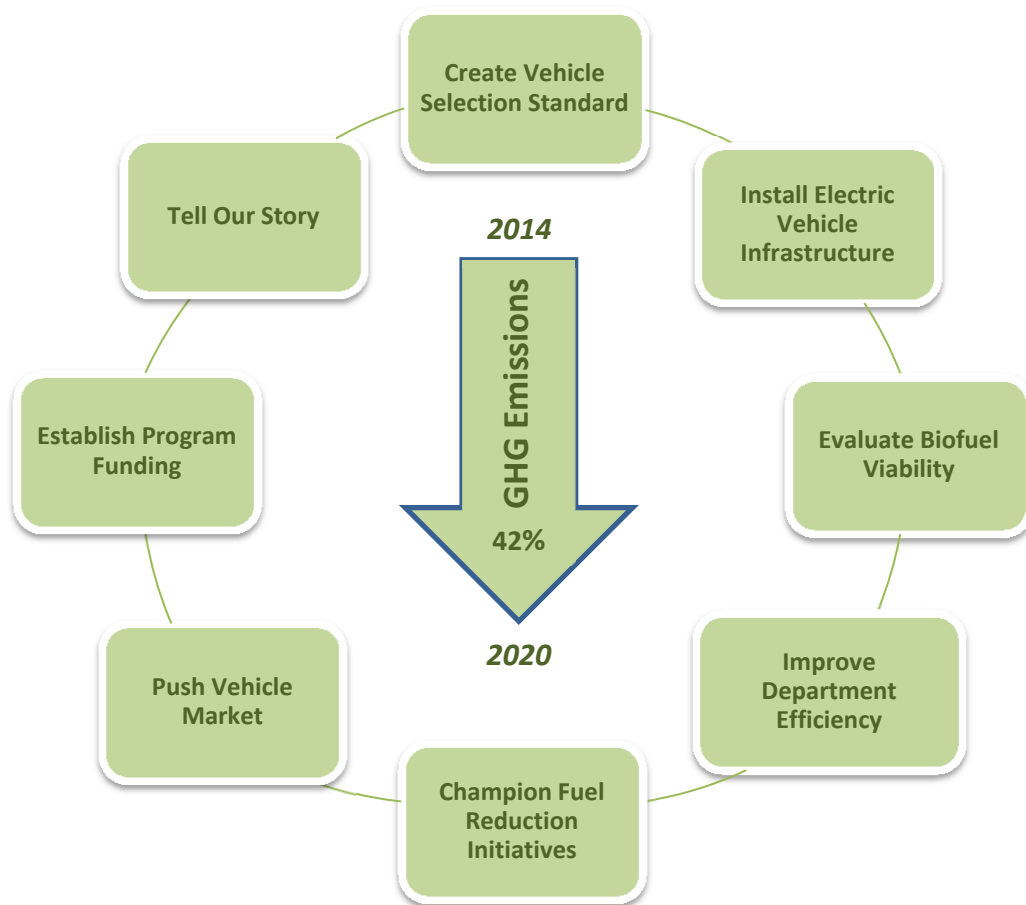 Create Vehicle
Selection Standard
Install Electric
Vehicle
Infrastructure
Evaluate Biofuel
Viability
Improve
Department
Efficiency
Champion Fuel
Reduction
Initiatives
Push Vehicle
Market
Establish Program
Funding
Tell Our Story
2014
GHG Emissions
42%
2020